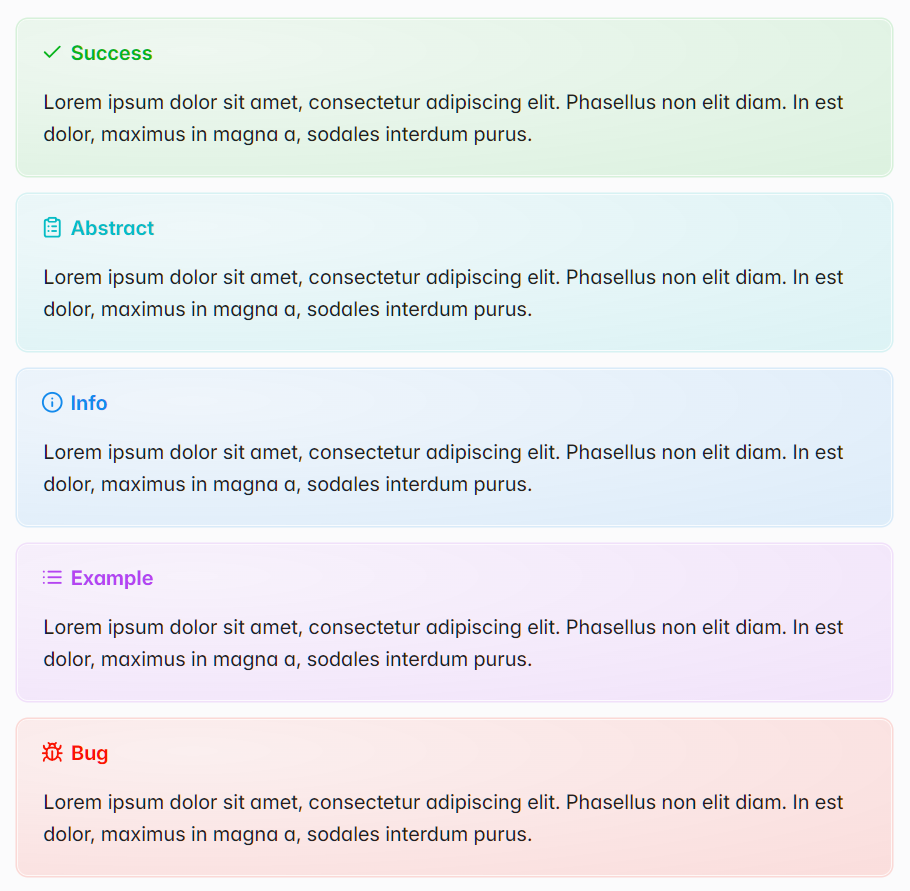 Success
Lorem ipsum dolor sit amet, consectetur adipiscing elit. Phasellus non elit diam. In est
dolor, maximus in magna a, sodales interdum purus.
Abstract
Lorem ipsum dolor sit amet, consectetur adipiscing elit. Phasellus non elit diam. In est
dolor, maximus in magna a, sodales interdum purus.
Info
Lorem ipsum dolor sit amet, consectetur adipiscing elit. Phasellus non elit diam. In est
dolor, maximus in magna a, sodales interdum purus.
Example
Lorem ipsum dolor sit amet, consectetur adipiscing elit. Phasellus non elit diam. In est
dolor, maximus in magna a, sodales interdum purus.
Bug
Lorem ipsum dolor sit amet, consectetur adipiscing elit. Phasellus non elit diam. In est
dolor, maximus in magna a, sodales interdum purus.